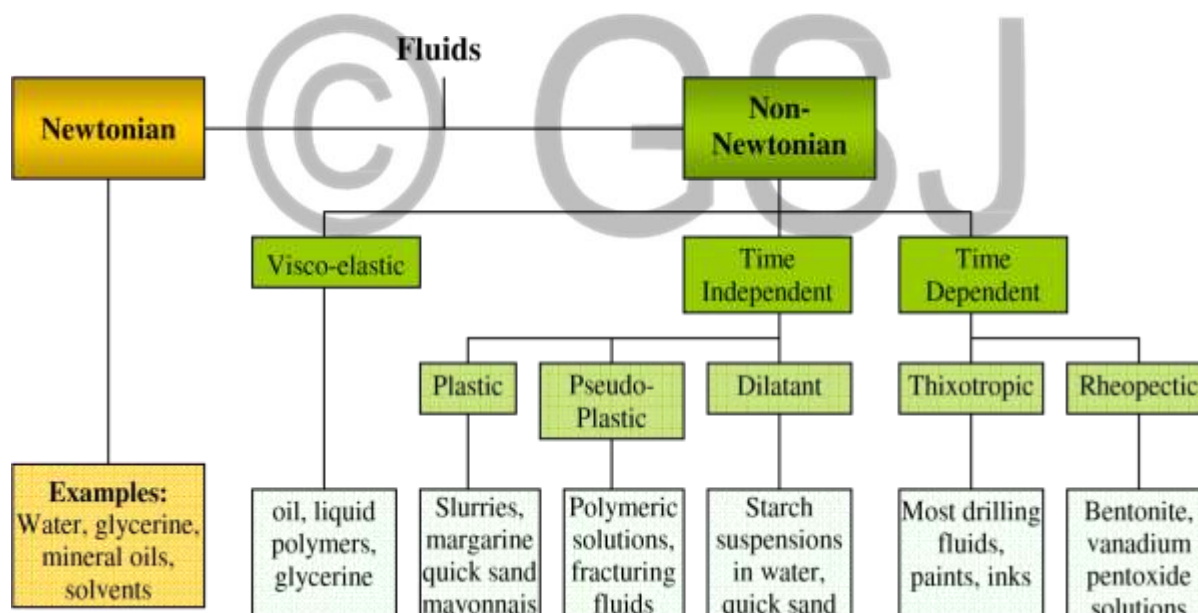 © GSJ
Fluids
Newtonian
Non-
Newtonian
Visco-elastic
Time
Independent
Time
Dependent
Plastic
Pseudo-
Plastic
Dilatant
Thixotropic
Rheopectic
Examples:
Water, glycerine,
mineral oils,
solvents
oil, liquid
polymers,
glycerine
Slurries,
margarine
quick sand
mayonnais
Polymeric
solutions,
fracturing
fluids
Starch
suspensions
in water,
quick sand
Most drilling
fluids,
paints, inks
Bentonite,
vanadium
pentoxide
solutions